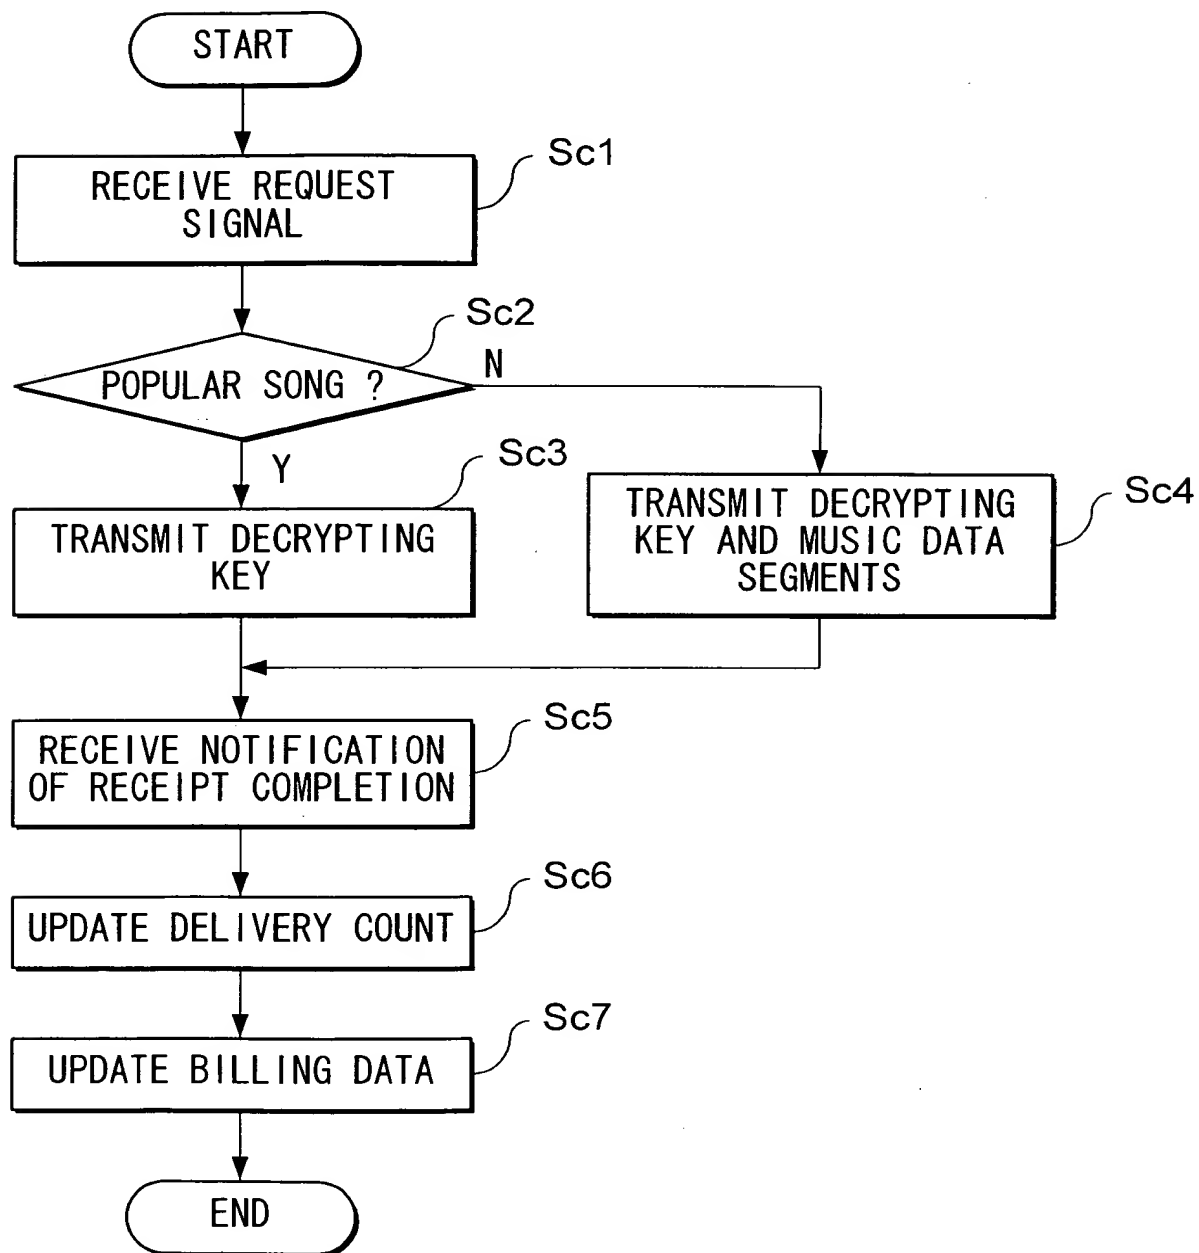 START
Sc1
RECEIVE REQUEST
SIGNAL
Sc2
POPULAR SONG ?
N
Y
Sc3
TRANSMIT DECRYPTING
KEY
Sc4
TRANSMIT DECRYPTING
KEY AND MUSIC DATA
SEGMENTS
Sc5
RECEIVE NOTIFICATION
OF RECEIPT COMPLETION
Sc6
UPDATE DELIVERY COUNT
Sc7
UPDATE BILLING DATA
END